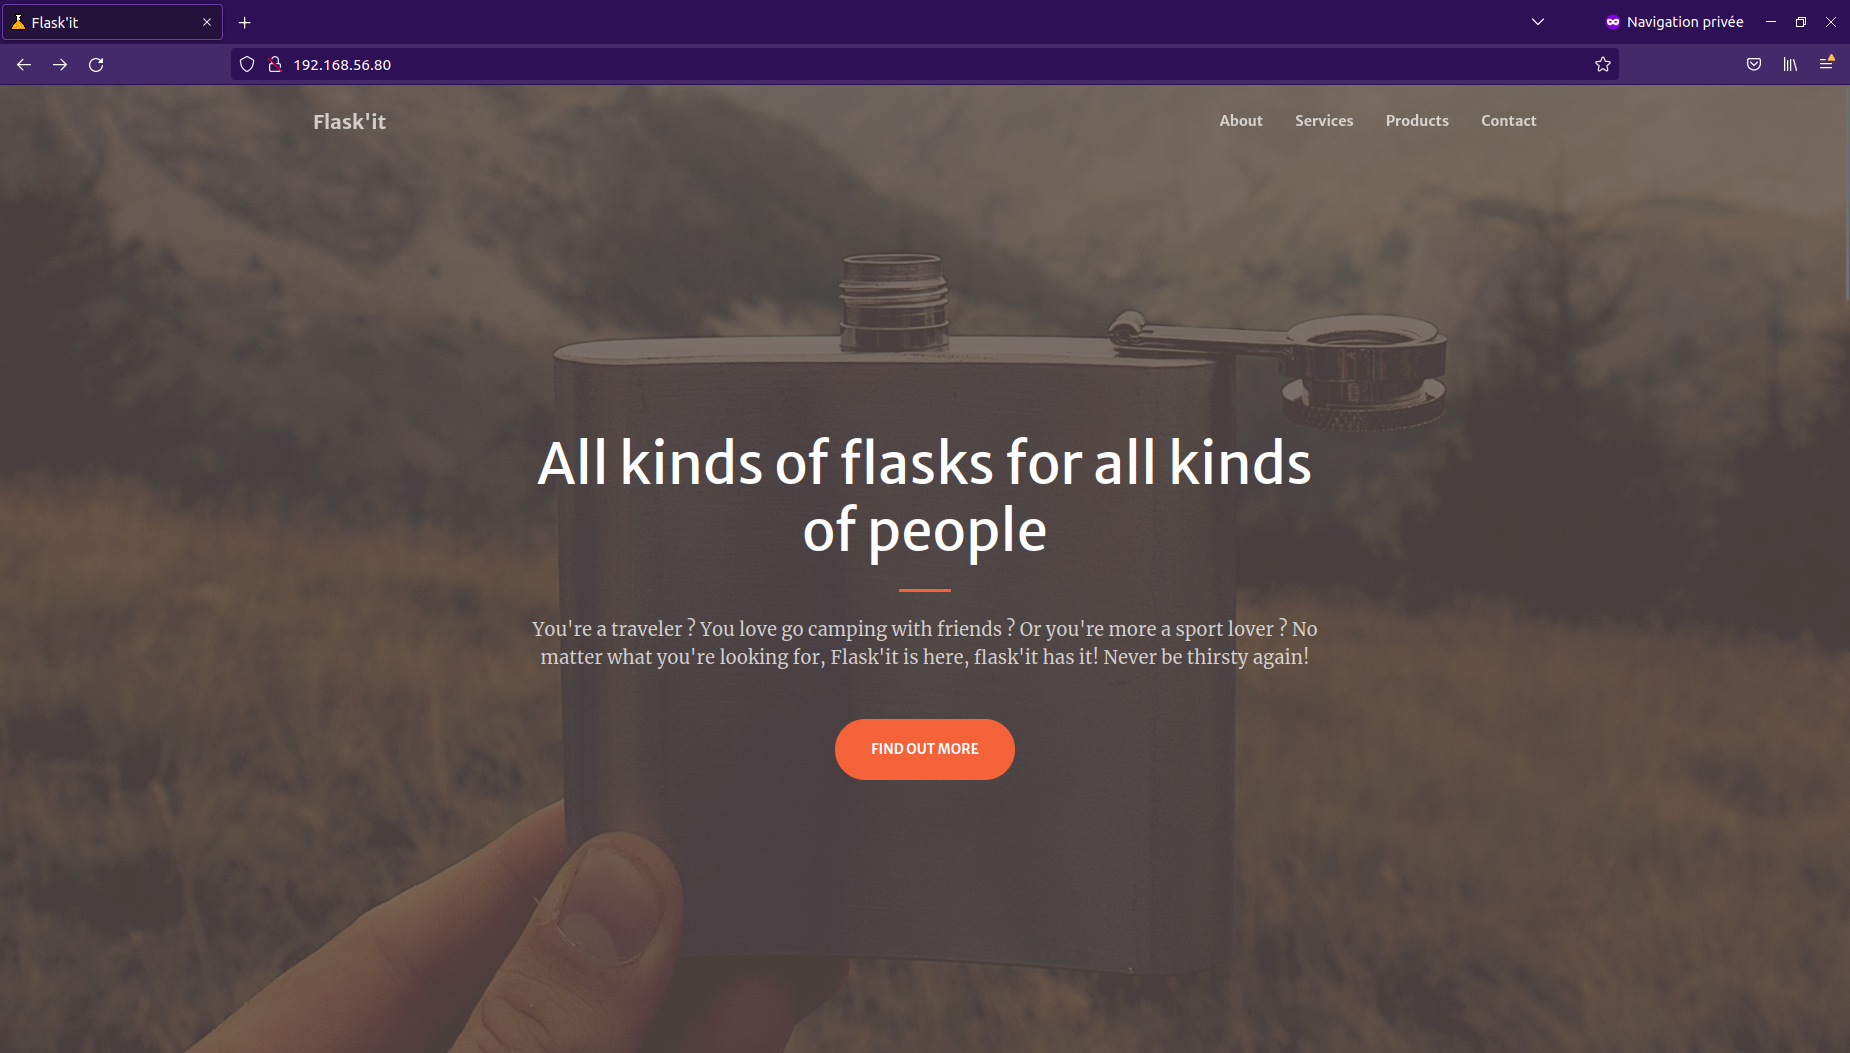 Flask'it
Navigation privée
192.168.56.80
Flask'it
About
Services
Products
Contact
All kinds of flasks for all kinds
of people
You're a traveler ? You love go camping with friends ? Or you're more a sport lover ? No
matter what you're looking for, Flask'it is here, flask'it has it! Never be thirsty again!
FIND OUT MORE